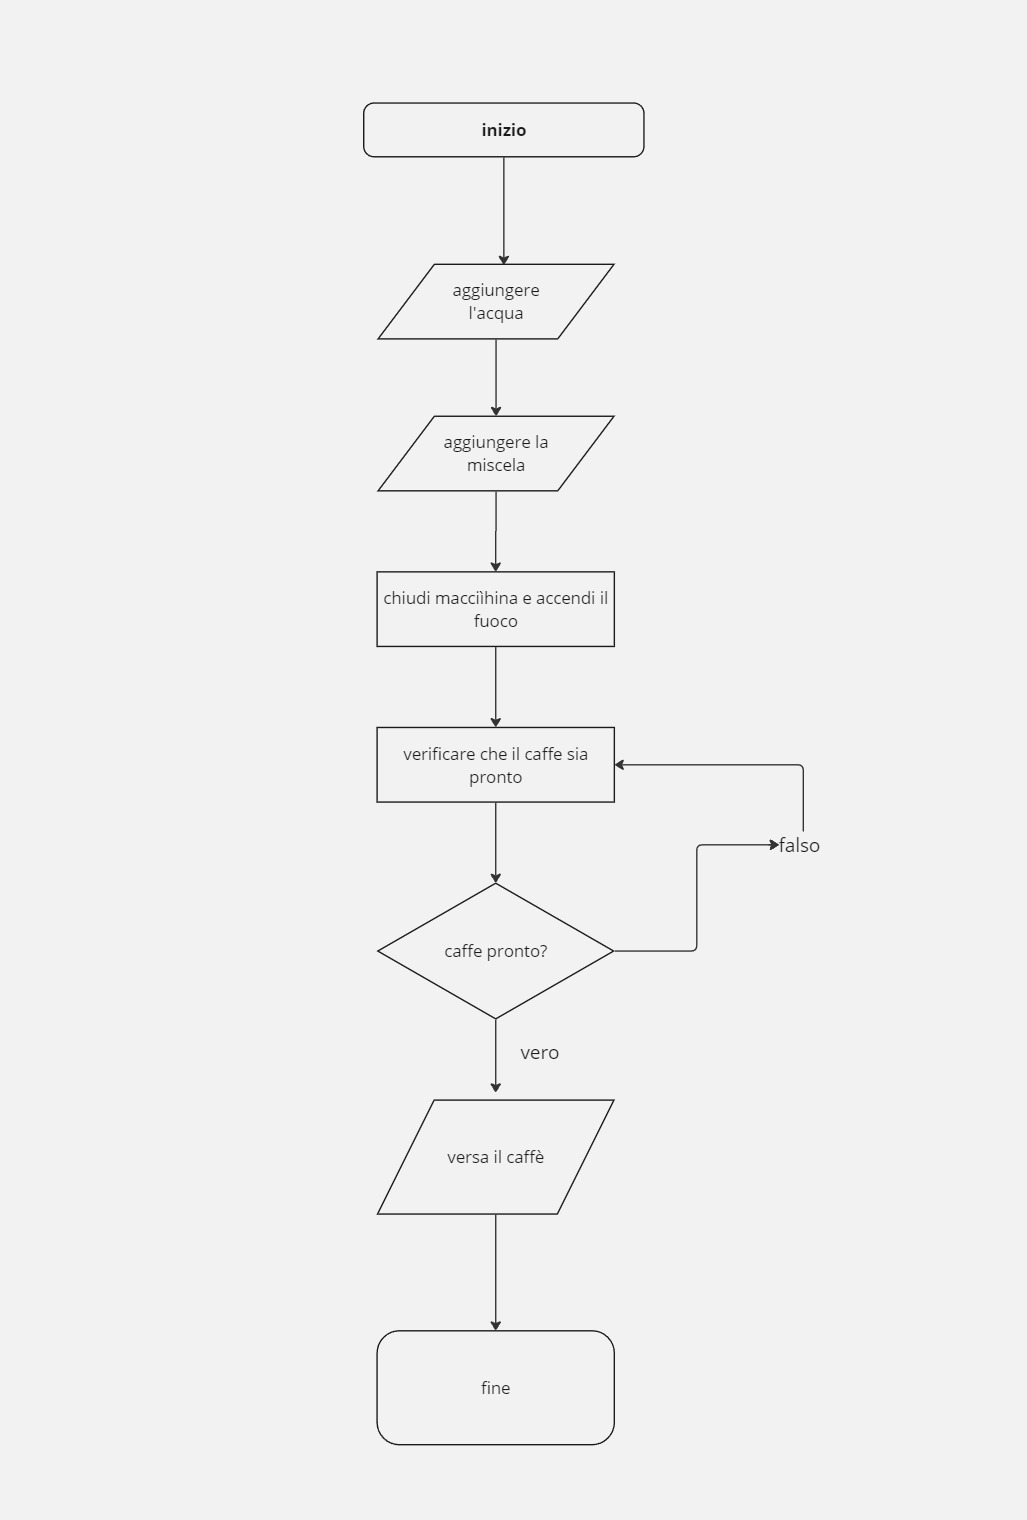 inizio
aggiungere
l'acqua
aggiungere la
miscela
chiudi macciìhina e accendi il
fuoco
verificare che il caffe sia
pronto
falso
caffe pronto?
vero
versa il caffè
fine